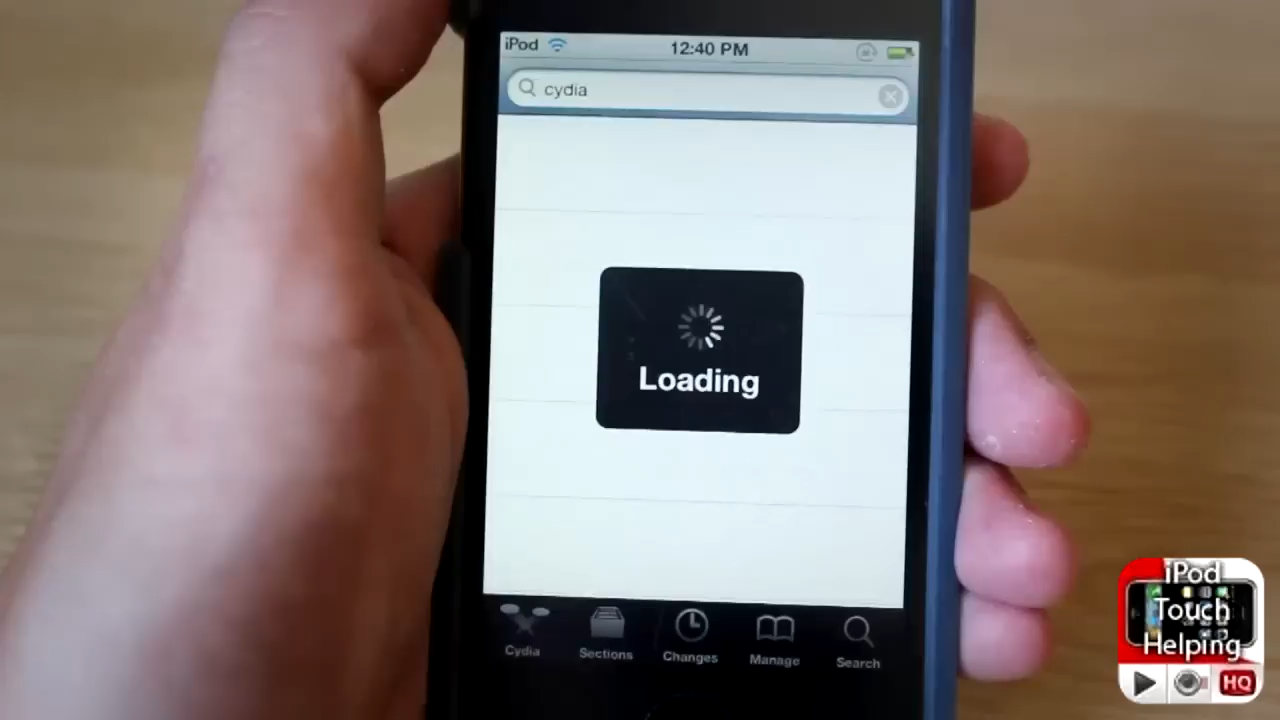 iPod
12:40 PM
cydia
Loading
Cydia
Sections
Changes
Manage
Search
iPod
Touch
Helping
HQ